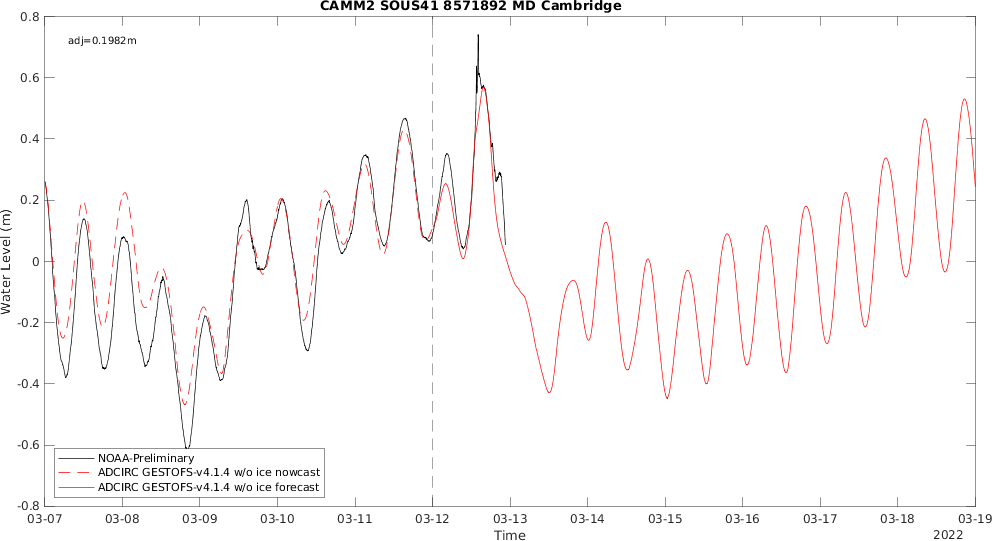 CAMM2 SOUS41 8571892 MD Cambridge
adj=0.1982m
0.8
0.6
0.4
0.2
0
-0.2
-0.4
-0.6
-0.8
Water Level (m)
NOAA-Preliminary
ADCIRC GESTOFS-v4.1.4 w/o ice nowcast
ADCIRC GESTOFS-v4.1.4 w/o ice forecast
03-07 03-08 03-09 03-10 03-11 03-12 03-13 03-14 03-15 03-16 03-17 03-18 03-19
Time
2022